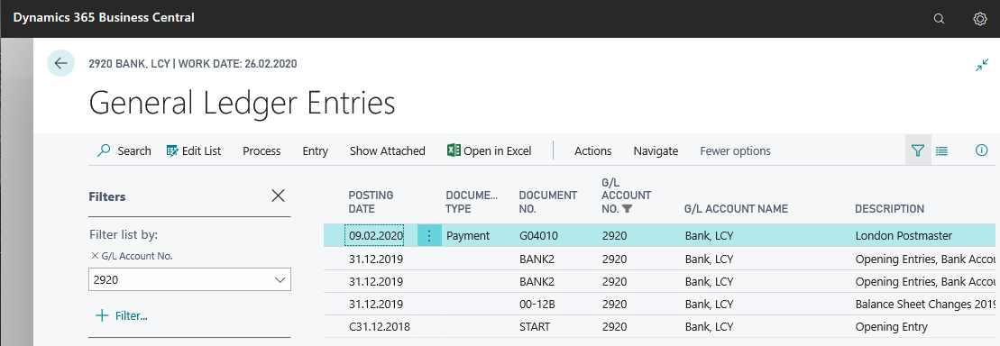 Dynamics 365 Business Central
2920 BANK, LCY | WORK DATE: 26.02.2020
General Ledger Entries
Search Edit List Process Entry Show Attached Open in Excel Actions Navigate Fewer options
Filters
Filter list by:
× G/L Account No.
2920
+ Filter...
POSTING DATE DOCUME... TYPE DOCUMENT NO. G/L ACCOUNT NO. G/L ACCOUNT NAME DESCRIPTION
09.02.2020 Payment G04010 2920 Bank, LCY London Postmaster
31.12.2019 BANK2 2920 Bank, LCY Opening Entries, Bank Accou
31.12.2019 BANK2 2920 Bank, LCY Opening Entries, Bank Accou
31.12.2019 00-12B 2920 Bank, LCY Balance Sheet Changes 2019
C31.12.2018 START 2920 Bank, LCY Opening Entry